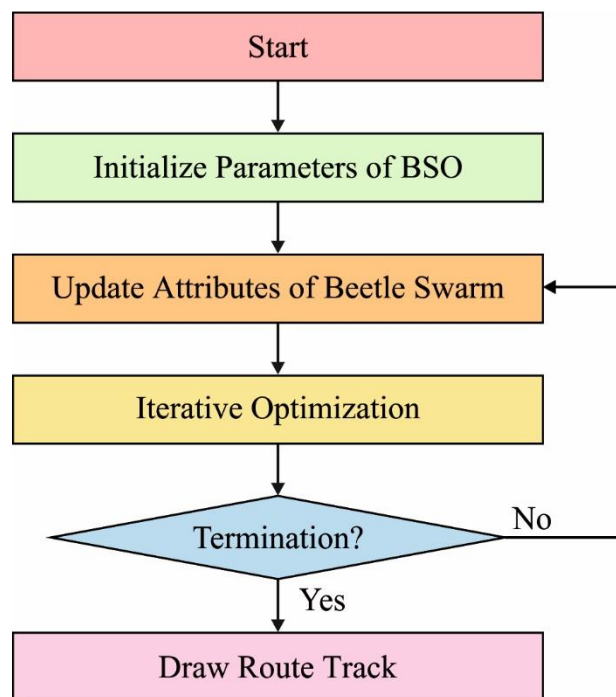 Start
Initialize Parameters of BSO
Update Attributes of Beetle Swarm
Iterative Optimization
Termination?
No
Yes
Draw Route Track